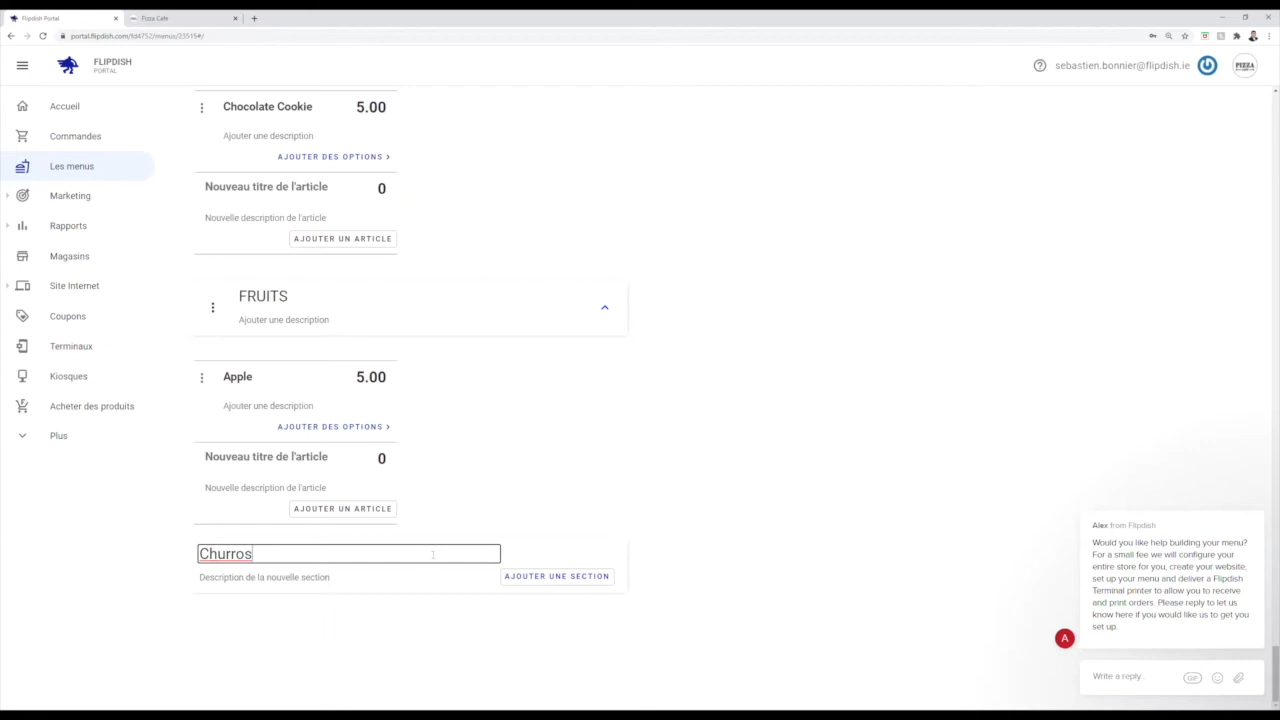 Flipdish Portal
Pizza Cafe
portal.flipdish.com/fd4752/menus/23515#/
FLIPDISH
PORTAL
sebastien.bonnier@flipdish.ie
PIZZA
Accueil
Commandes
Les menus
Marketing
Rapports
Magasins
Site Internet
Coupons
Terminaux
Kiosques
Acheter des produits
Plus
Chocolate Cookie 5.00
Ajouter une description
AJOUTER DES OPTIONS
Nouveau titre de l'article 0
Nouvelle description de l'article
AJOUTER UN ARTICLE
FRUITS
Ajouter une description
Apple 5.00
Ajouter une description
AJOUTER DES OPTIONS
Nouveau titre de l'article 0
Nouvelle description de l'article
AJOUTER UN ARTICLE
Churros
Description de la nouvelle section
AJOUTER UNE SECTION
Alex from Flipdish
Would you like help building your menu?
For a small fee we will configure your
entire store for you, create your website,
set up your menu and deliver a Flipdish
Terminal printer to allow you to receive
and print orders. Please reply to let us
know here if you would like us to get you
set up.
A
Write a reply...
GIF